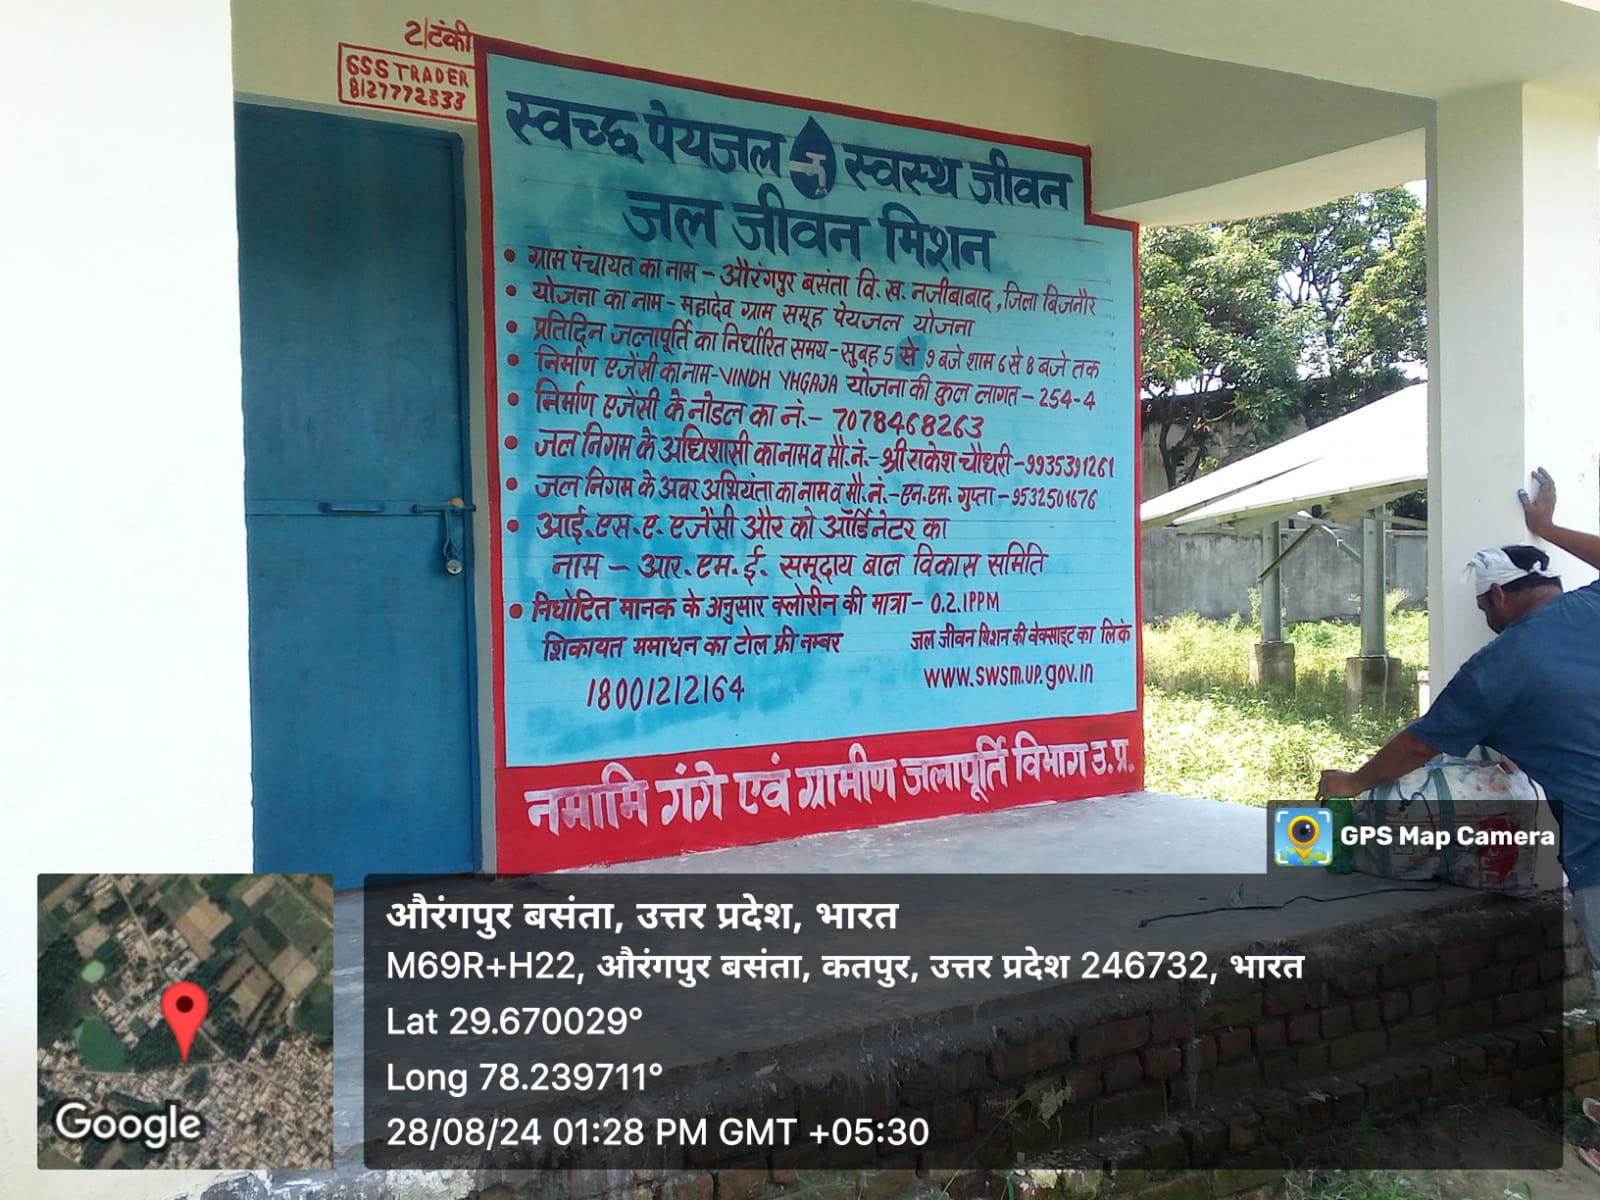 2/टंकी
GSS TRADER
8127772333
स्वच्छ पेयजल स्वस्थ जीवन
जल जीवन मिशन
• ग्राम पंचायत का नाम - औरंगपुर बसंता वि. ख. नजीबाबाद, जिला बिजनौर
• योजना का नाम - महादेव ग्राम समूह पेयजल योजना
• प्रतिदिन जलापूर्ति का निर्धारित समय - सुबह 5 से 9 बजे शाम 6 से 8 बजे तक
• निर्माण एजेंसी का नाम - VINDH YHGAJA योजना की कुल लागत - 254-4
• निर्माण एजेंसी के नोडल का नं. - 7078468263
• जल निगम के अधिशासी का नाम व मौ. नं. - श्री राकेश चौधरी - 9935391261
• जल निगम के अवर अभियंता का नाम व मौ. नं. - एन. एम. गुप्ता - 9532501676
• आई. एस. ए. एजेंसी और को ऑर्डिनेटर का
नाम - आर. एम. ई. समूदाय बाल विकास समिति
• निर्धोटित मानक के अनुसार क्लोरीन की मात्रा - 0.2.1PPM
शिकायत ममाधन का टोल फ्री नम्बर
18001212164
जल जीवन मिशन की वेक्साइट का लिंक
www.swsm.up.gov.in
नमामि गंगे एवं ग्रामीण जलापूर्ति विभाग उ. प्र.
GPS Map Camera
औरंगपुर बसंता, उत्तर प्रदेश, भारत
M69R+H22, औरंगपुर बसंता, कतपुर, उत्तर प्रदेश 246732, भारत
Lat 29.670029°
Long 78.239711°
28/08/24 01:28 PM GMT +05:30
Google